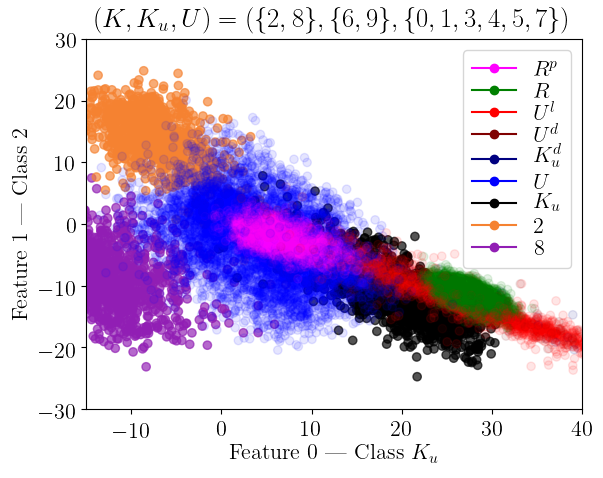 (K, K_u, U) = ({2, 8}, {6, 9}, {0, 1, 3, 4, 5, 7})
R^p
R
U^l
U^d
K_u^d
U
K_u
2
8
30
20
10
0
−10
−20
−30
−10 0 10 20 30 40
Feature 1 — Class 2
Feature 0 — Class K_u